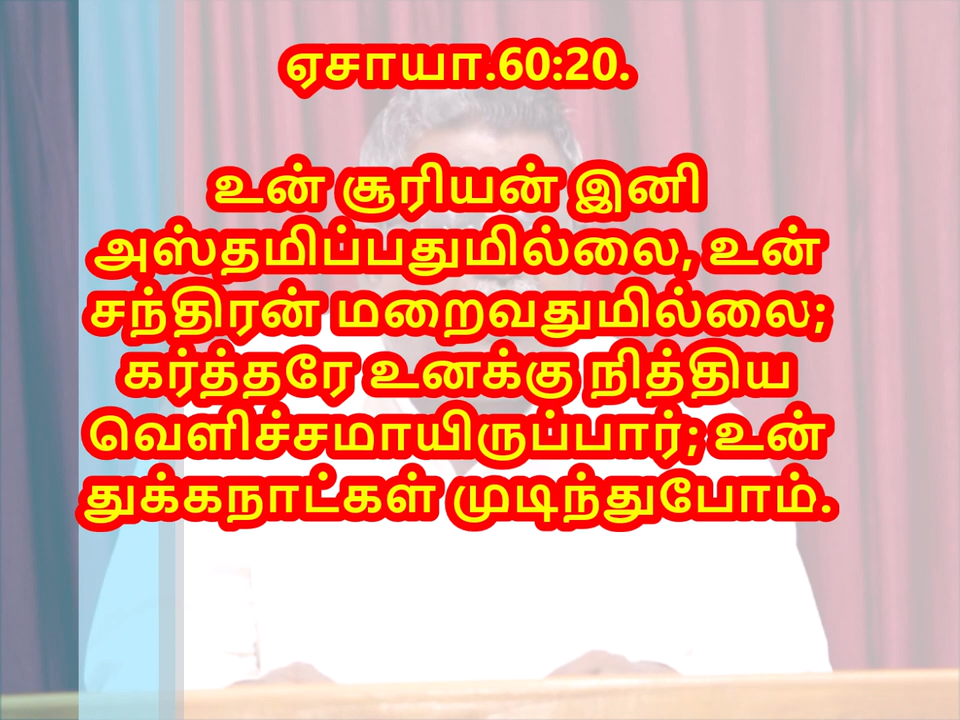 ஏசாயா.60:20.
உன் சூரியன் இனி
அஸ்தமிப்பதுமில்லை, உன்
சந்திரன் மறைவதுமில்லை;
கர்த்தரே உனக்கு நித்திய
வெளிச்சமாயிருப்பார்; உன்
துக்கநாட்கள் முடிந்துபோம்.